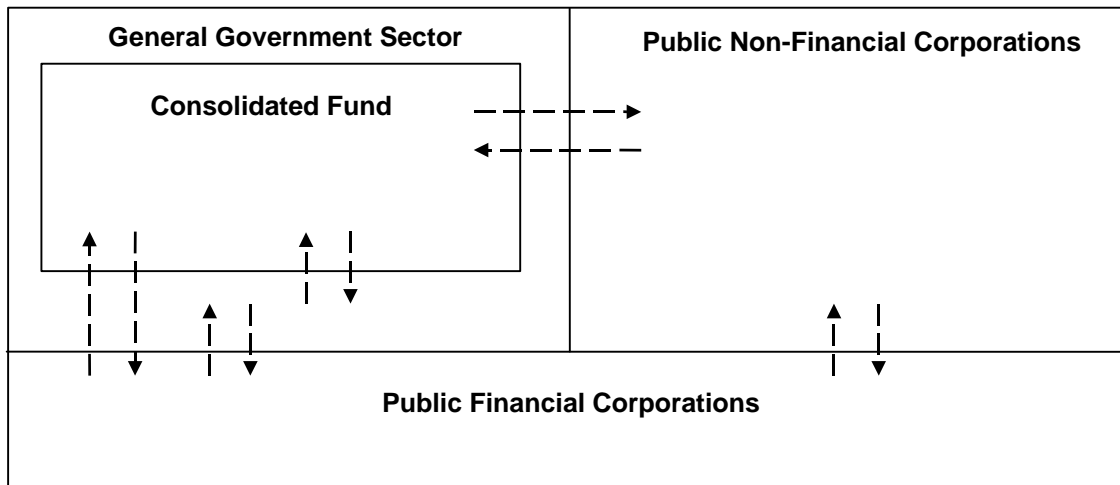 General Government Sector
Public Non-Financial Corporations
Consolidated Fund
Public Financial Corporations